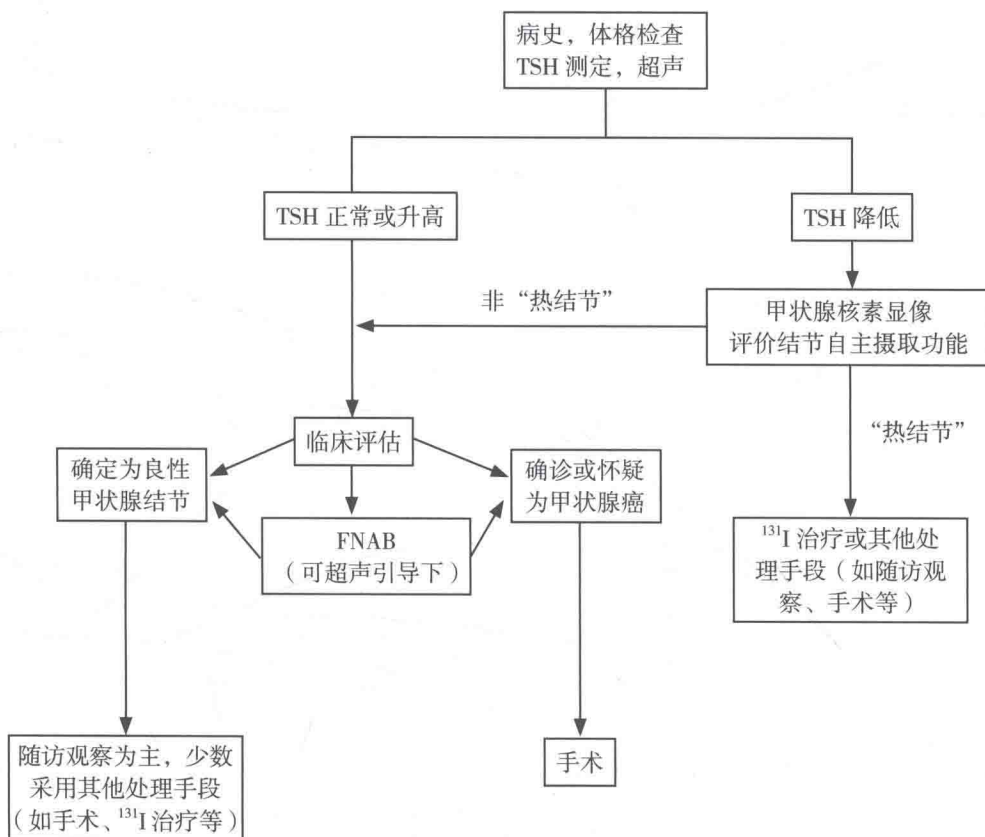 病史，体格检查
TSH 测定，超声
TSH 正常或升高
TSH 降低
非“热结节”
甲状腺核素显像
评价结节自主摄取功能
“热结节”
临床评估
确定为良性
甲状腺结节
确诊或怀疑
为甲状腺癌
FNAB
（可超声引导下）
¹³¹I 治疗或其他处
理手段（如随访观
察、手术等）
随访观察为主，少数
采用其他处理手段
（如手术、¹³¹I 治疗等）
手术